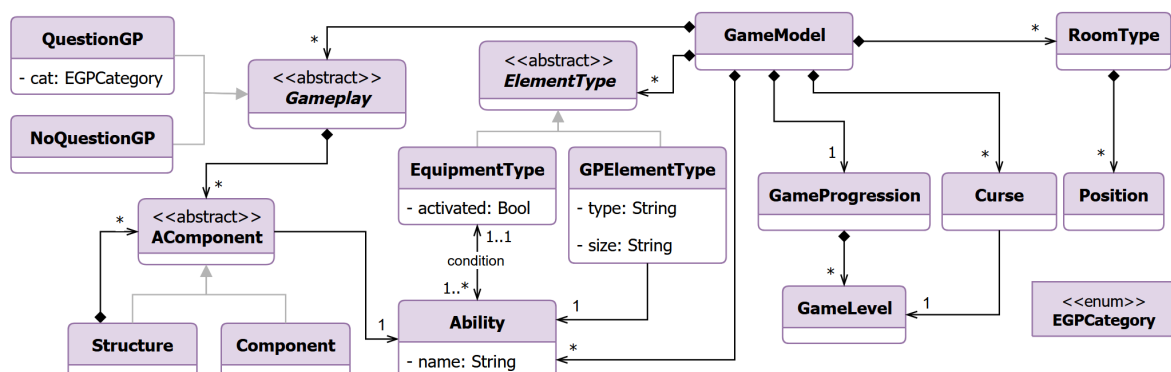 QuestionGP
- cat: EGPCategory
NoQuestionGP
*
<<abstract>>
Gameplay
*
<<abstract>>
ElementType
*
GameModel
*
RoomType
EquipmentType
- activated: Bool
GPElementType
- type: String
- size: String
1
GameProgression
*
Curse
*
Position
*
<<abstract>>
AComponent
1..1
condition
1..*
*
GameLevel
1
<<enum>>
EGPCategory
Structure
Component
1
Ability
- name: String
1
*